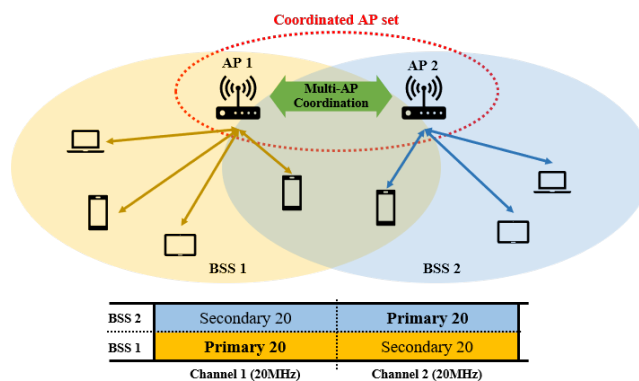 Coordinated AP set
AP 1
AP 2
Multi-AP
Coordination
BSS 1
BSS 2
BSS 2 Secondary 20 Primary 20
BSS 1 Primary 20 Secondary 20
Channel 1 (20MHz) Channel 2 (20MHz)